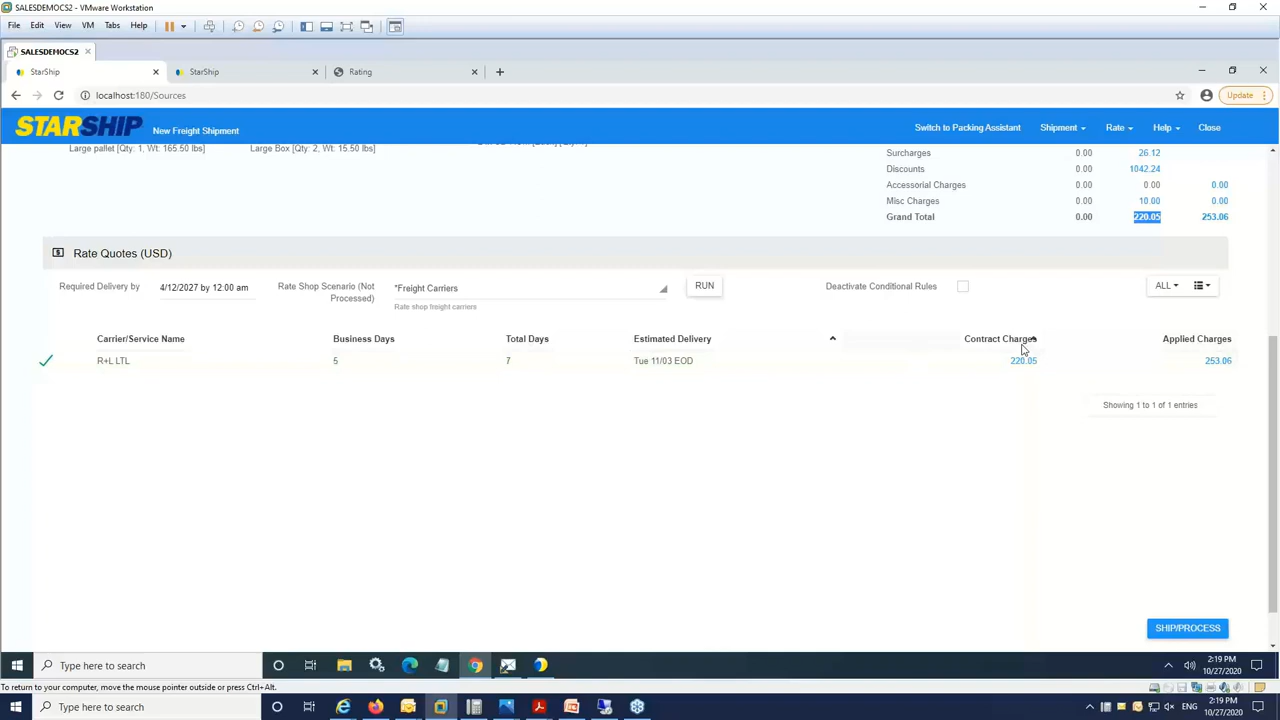 SALESDEMOCS2 - VMware Workstation
File Edit View VM Tabs Help
SALESDEMOCS2
StarShip StarShip Rating
localhost:180/Sources Update
STARSHIP New Freight Shipment Switch to Packing Assistant Shipment Rate Help Close
Large pallet [Qty: 1, Wt: 165.50 lbs] Large Box [Qty: 2, Wt: 15.50 lbs]
Surcharges 0.00 26.12
Discounts 0.00 1042.24
Accessorial Charges 0.00 0.00 0.00
Misc Charges 0.00 10.00 0.00
Grand Total 0.00 220.05 253.06
Rate Quotes (USD)
Required Delivery by 4/12/2027 by 12.00 am Rate Shop Scenario (Not Processed) *Freight Carriers RUN Deactivate Conditional Rules ALL
Rate shop freight carriers
Carrier/Service Name Business Days Total Days Estimated Delivery Contract Charges Applied Charges
R+L LTL 5 7 Tue 11/03 EOD 220.05 253.06
Showing 1 to 1 of 1 entries
SHIP/PROCESS
Type here to search 2:19 PM
10/27/2020
To return to your computer, move the mouse pointer outside or press Ctrl+Alt.
Type here to search ENG 2:19 PM
10/27/2020